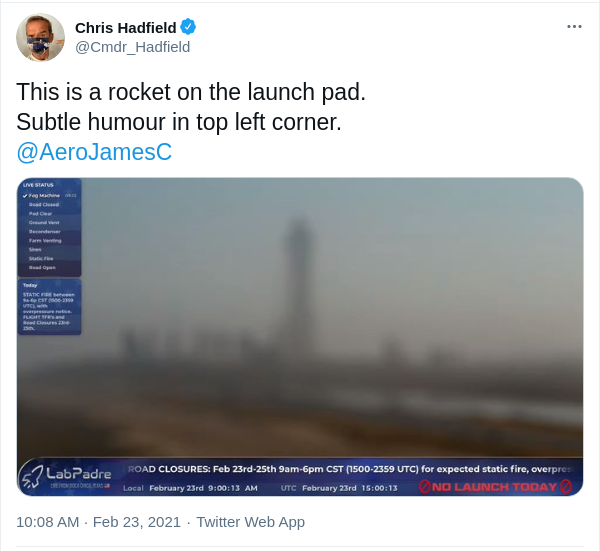 Chris Hadfield
@Cmdr_Hadfield
This is a rocket on the launch pad.
Subtle humour in top left corner.
@AeroJamesC
LIVE STATUS
✓ Fog Machine
Road Closed
Pad Clear
Ground Vent
Recondenser
Farm Venting
Siren
Static Fire
Road Open
Today
STATIC FIRE between
9a-6p CST (1500-2359
UTC), with
overpressure notice.
FLIGHT TFR's and
Road Closures 23rd-
25th.
LabPadre
ROAD CLOSURES: Feb 23rd-25th 9am-6pm CST (1500-2359 UTC) for expected static fire, overpres
Local February 23rd 9:00:13 AM UTC February 23rd 15:00:13
NO LAUNCH TODAY
10:08 AM · Feb 23, 2021 · Twitter Web App